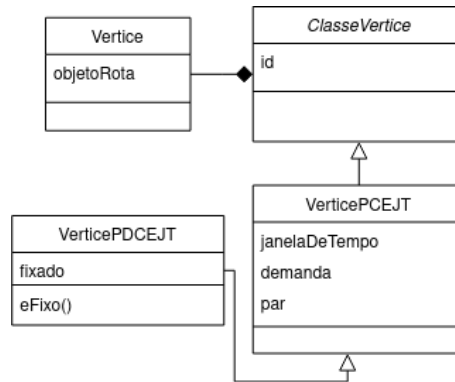 Vertice
objetoRota
ClasseVertice
id
VerticePCEJT
janelaDeTempo
demanda
par
VerticePDCEJT
fixado
eFixo()